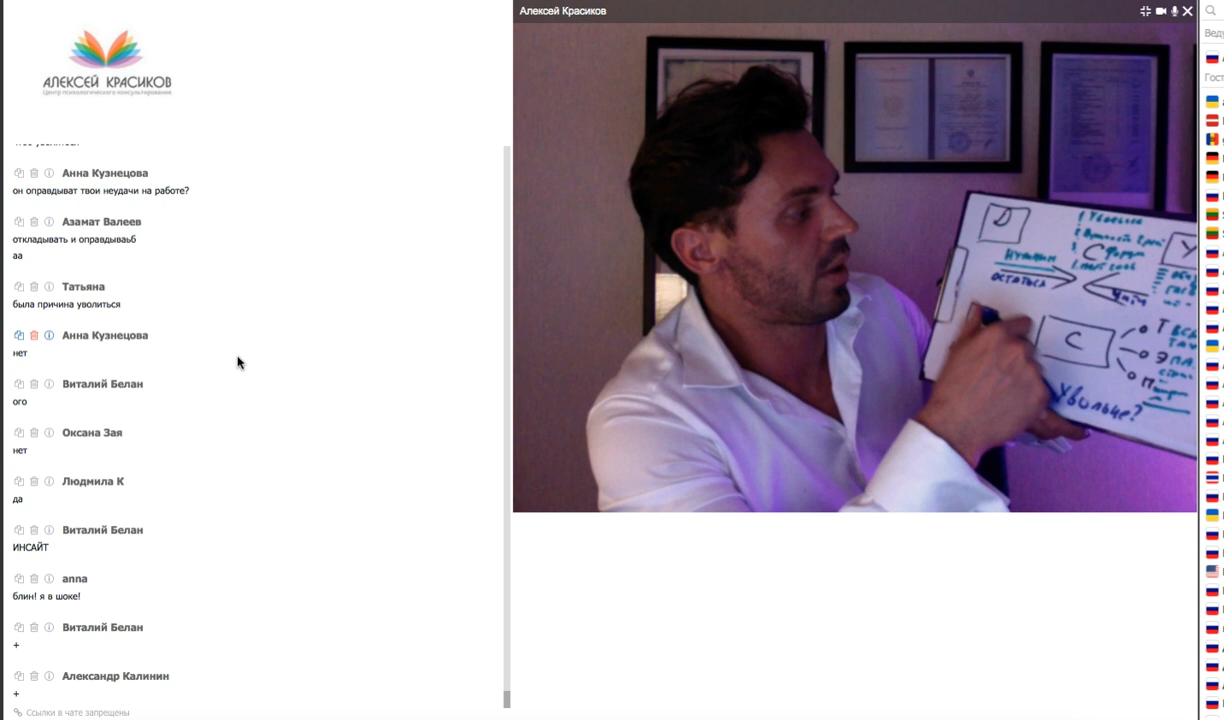 АЛЕКСЕЙ КРАСИКОВ
Центр психологического консультирования
Анна Кузнецова
он оправдыват твои неудачи на работе?
Азамат Валеев
откладывать и оправдываьб
аа
Татьяна
была причина уволиться
Анна Кузнецова
нет
Виталий Белан
ого
Оксана Зая
нет
Людмила К
да
Виталий Белан
ИНСАЙТ
anna
блин! я в шоке!
Виталий Белан
+
Александр Калинин
+
Ссылки в чате запрещены
Алексей Красиков
ОСТАТЬСЯ
С
Т
Э
Веду
Гост